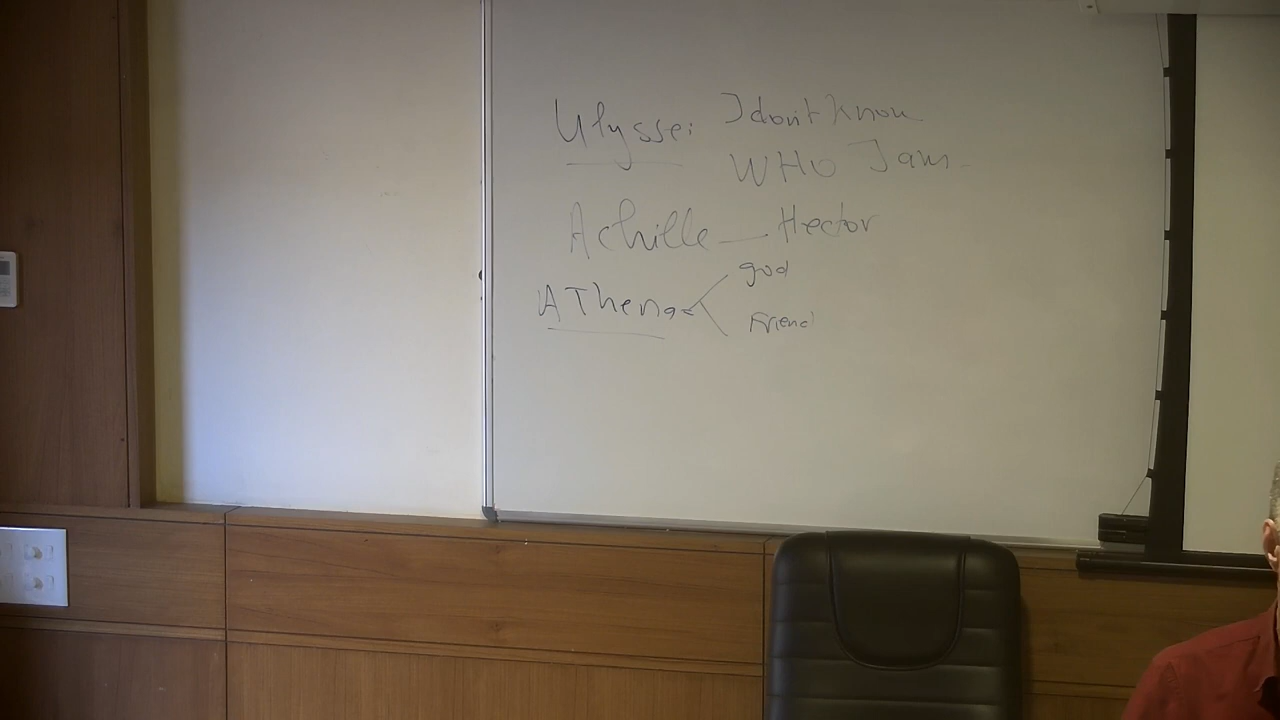 Ulysse: I don't know
WHO I am
Achille — Hector
AThena < god
Friend